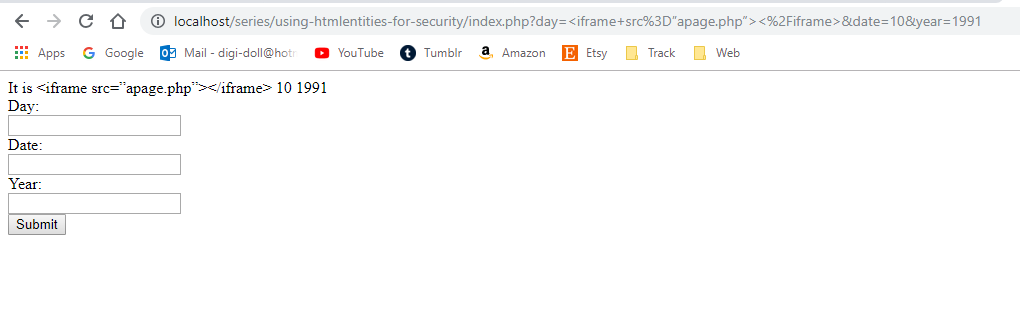 localhost/series/using-htmlentities-for-security/index.php?day=<iframe+src%3D"apage.php"><%2Fiframe>&date=10&year=1991
Apps Google Mail - digi-doll@hotr YouTube Tumblr Amazon Etsy Track Web
It is <iframe src=”apage.php”></iframe> 10 1991
Day:
Date:
Year:
Submit